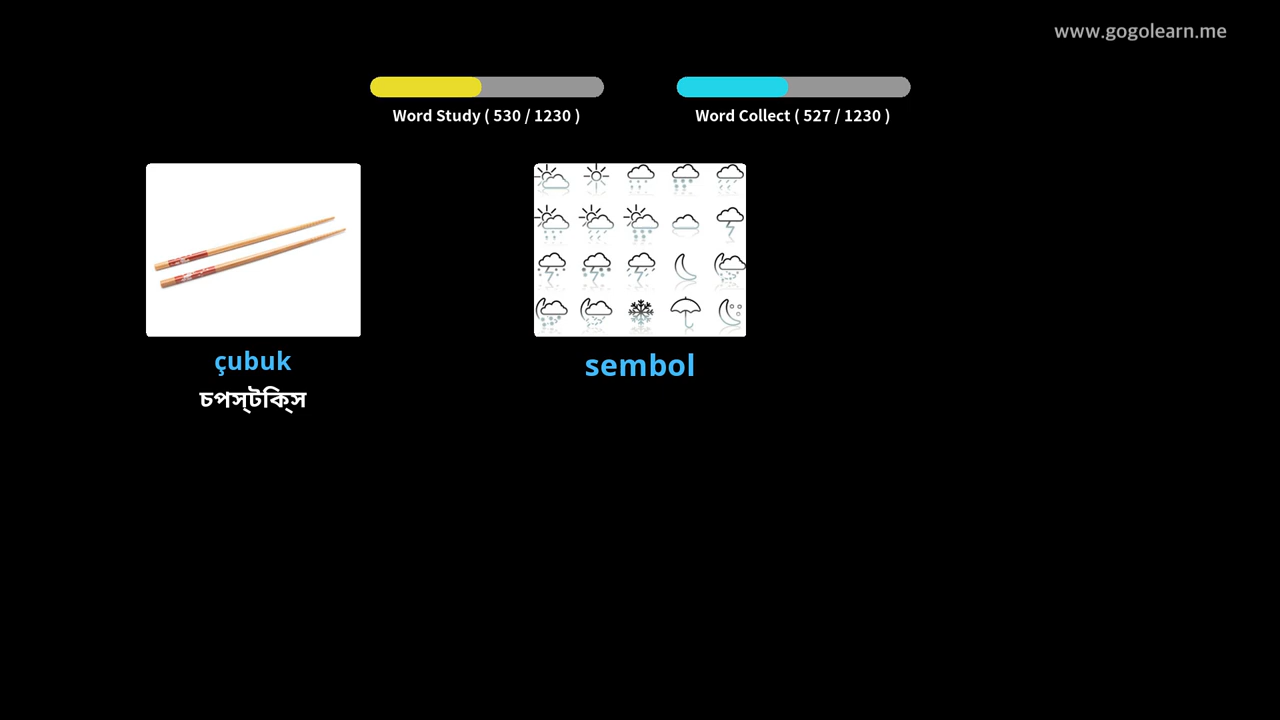 www.gogolearn.me
Word Study ( 530 / 1230 )
Word Collect ( 527 / 1230 )
çubuk
চপস্টিক্স
sembol